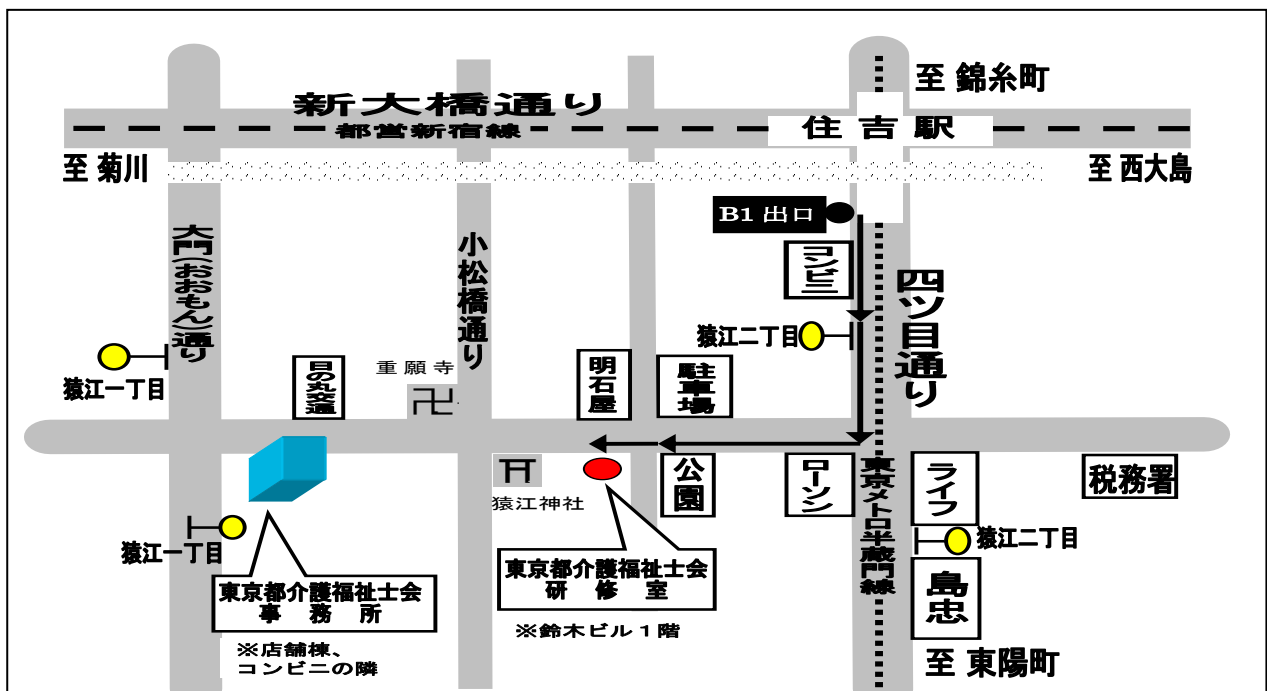 至 錦糸町
新大橋通り
都営新宿線
住吉駅
至 菊川
至 西大島
B1 出口
大門(おおもん)通り
小松橋通り
コンビニ
四ツ目通り
猿江二丁目
猿江一丁目
日の丸交通
重願寺
卍
明石屋
駐車場
猿江神社
公園
ローソン
東京メトロ半蔵門線
ライフ
税務署
猿江一丁目
猿江二丁目
東京都介護福祉士会
事務所
※店舗棟、
コンビニの隣
東京都介護福祉士会
研修室
※鈴木ビル1階
島忠
至 東陽町